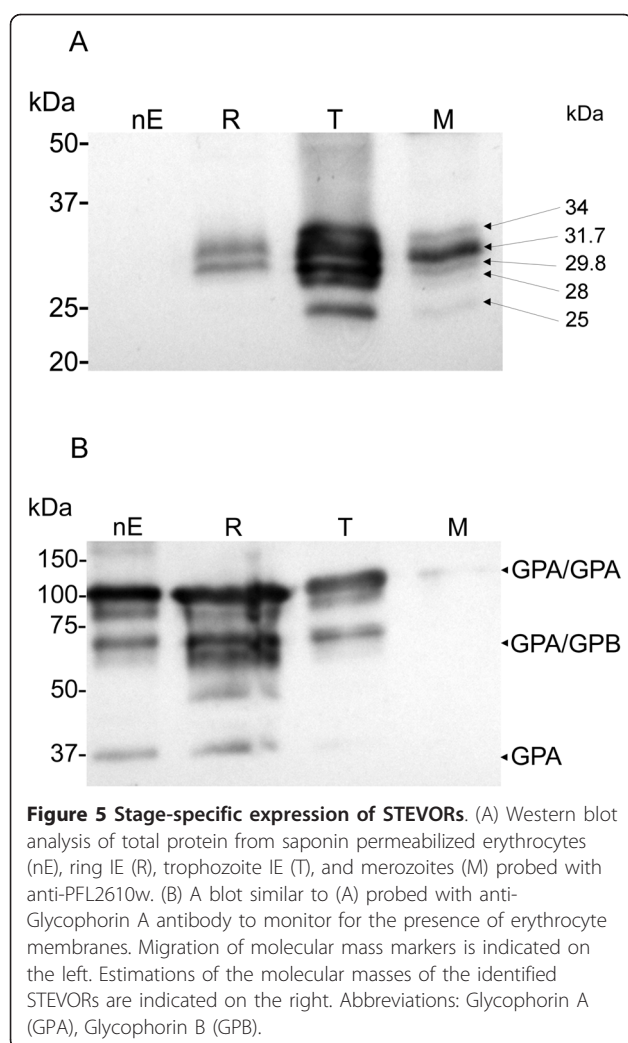 A
kDa
nE R T M
kDa
50-
37-
25-
20-
34
31.7
29.8
28
25
B
kDa
nE R T M
150-
100-
75-
50-
37-
GPA/GPA
GPA/GPB
GPA
Figure 5 Stage-specific expression of STEVORs. (A) Western blot
analysis of total protein from saponin permeabilized erythrocytes
(nE), ring IE (R), trophozoite IE (T), and merozoites (M) probed with
anti-PFL2610w. (B) A blot similar to (A) probed with anti-
Glycophorin A antibody to monitor for the presence of erythrocyte
membranes. Migration of molecular mass markers is indicated on
the left. Estimations of the molecular masses of the identified
STEVORs are indicated on the right. Abbreviations: Glycophorin A
(GPA), Glycophorin B (GPB).